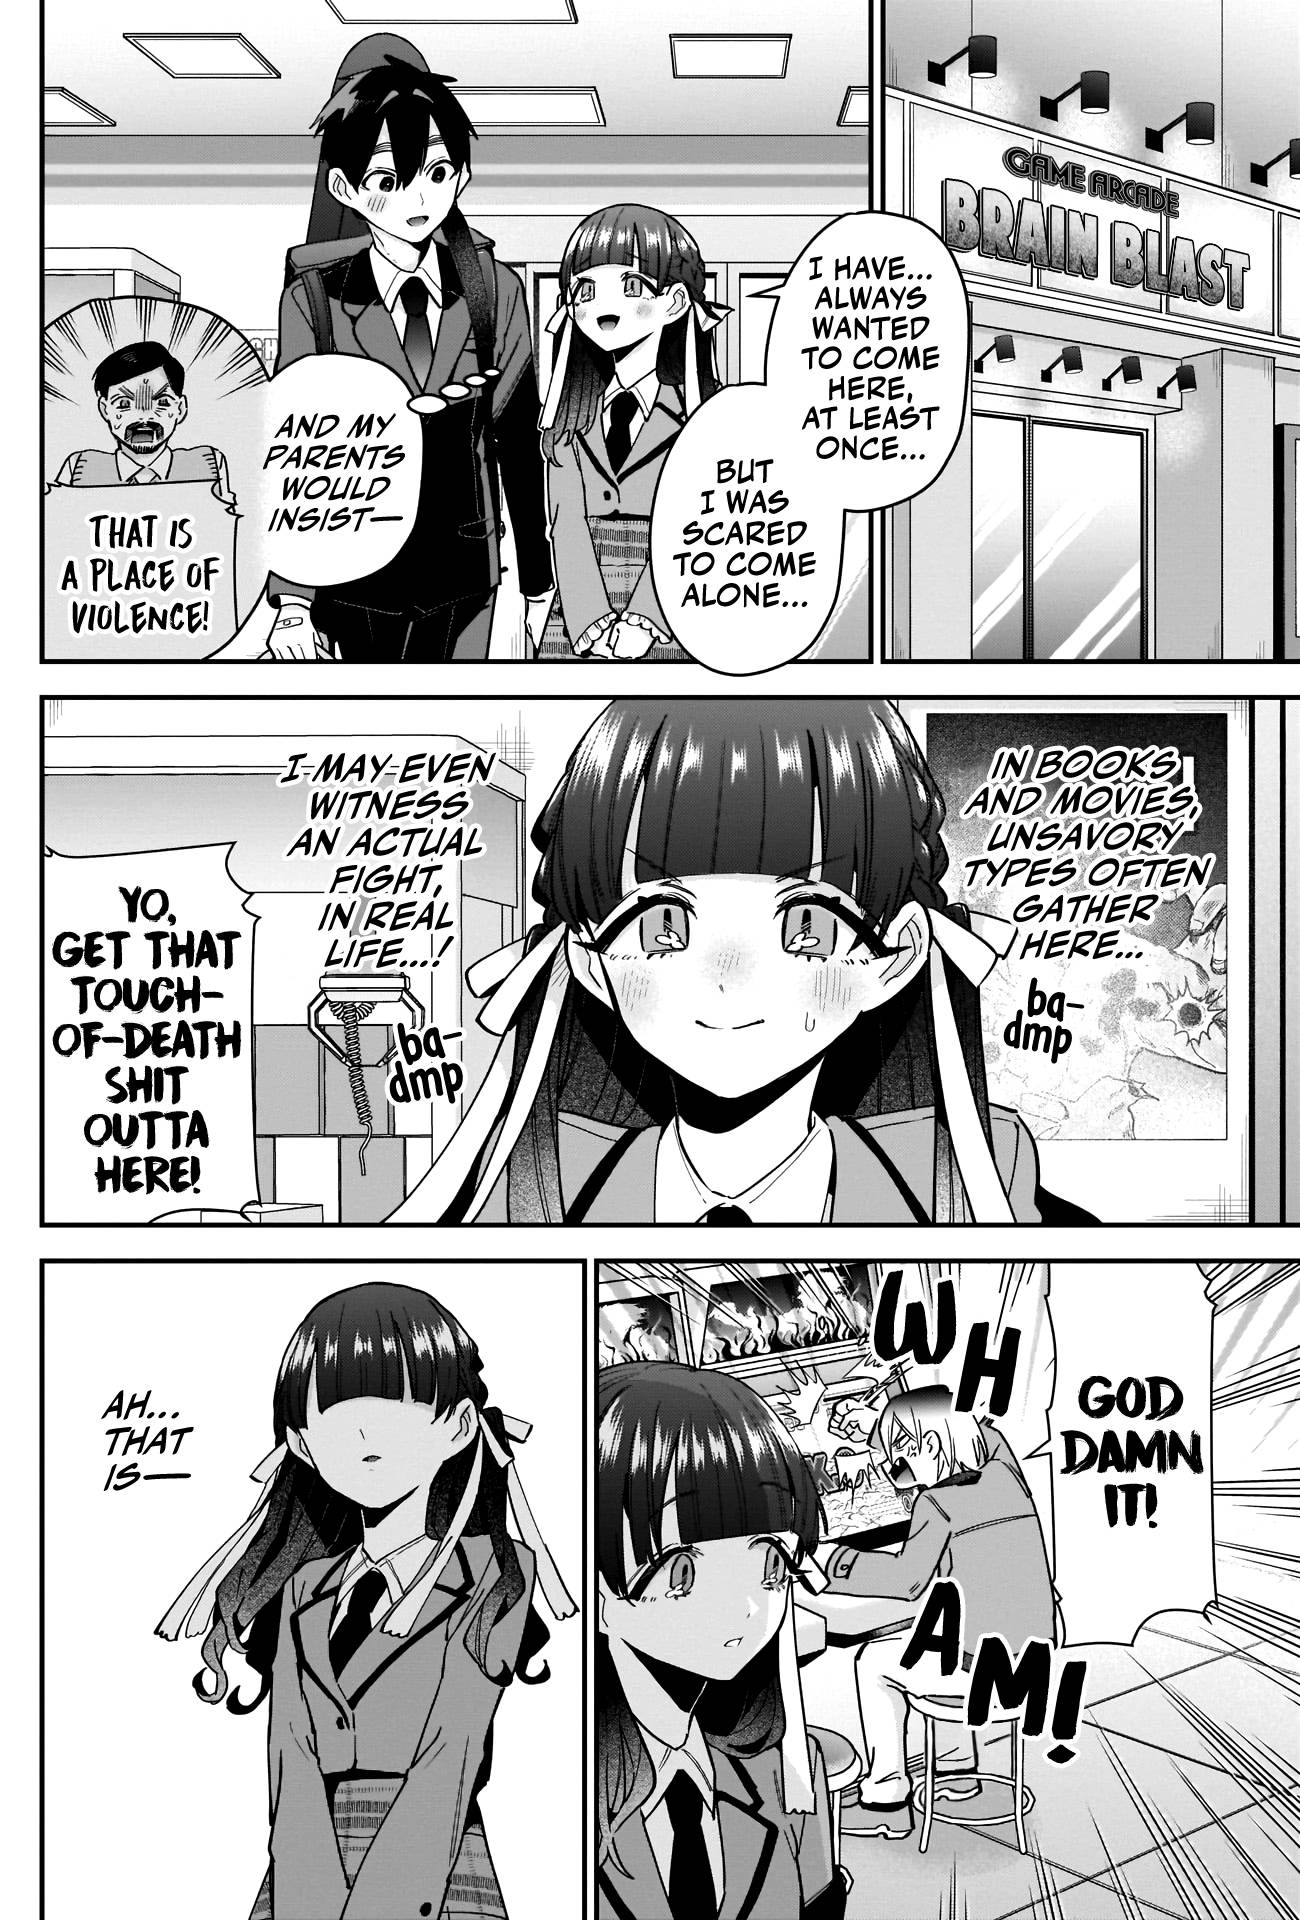 GAME ARCADE
BRAIN BLAST
I HAVE...
ALWAYS
WANTED
TO COME
HERE,
AT LEAST
ONCE...
BUT
I WAS
SCARED
TO COME
ALONE...
AND MY
PARENTS
WOULD
INSIST—
THAT IS
A PLACE OF
VIOLENCE!
IN BOOKS
AND MOVIES,
UNSAVORY
TYPES OFTEN
GATHER
HERE...
ba-
dmp
I MAY EVEN
WITNESS
AN ACTUAL
FIGHT,
IN REAL
LIFE...!
ba-
dmp
YO,
GET THAT
TOUCH-
OF-DEATH
SHIT
OUTTA
HERE!
GOD
DAMN
IT!
WH
AM!
AH...
THAT
IS—